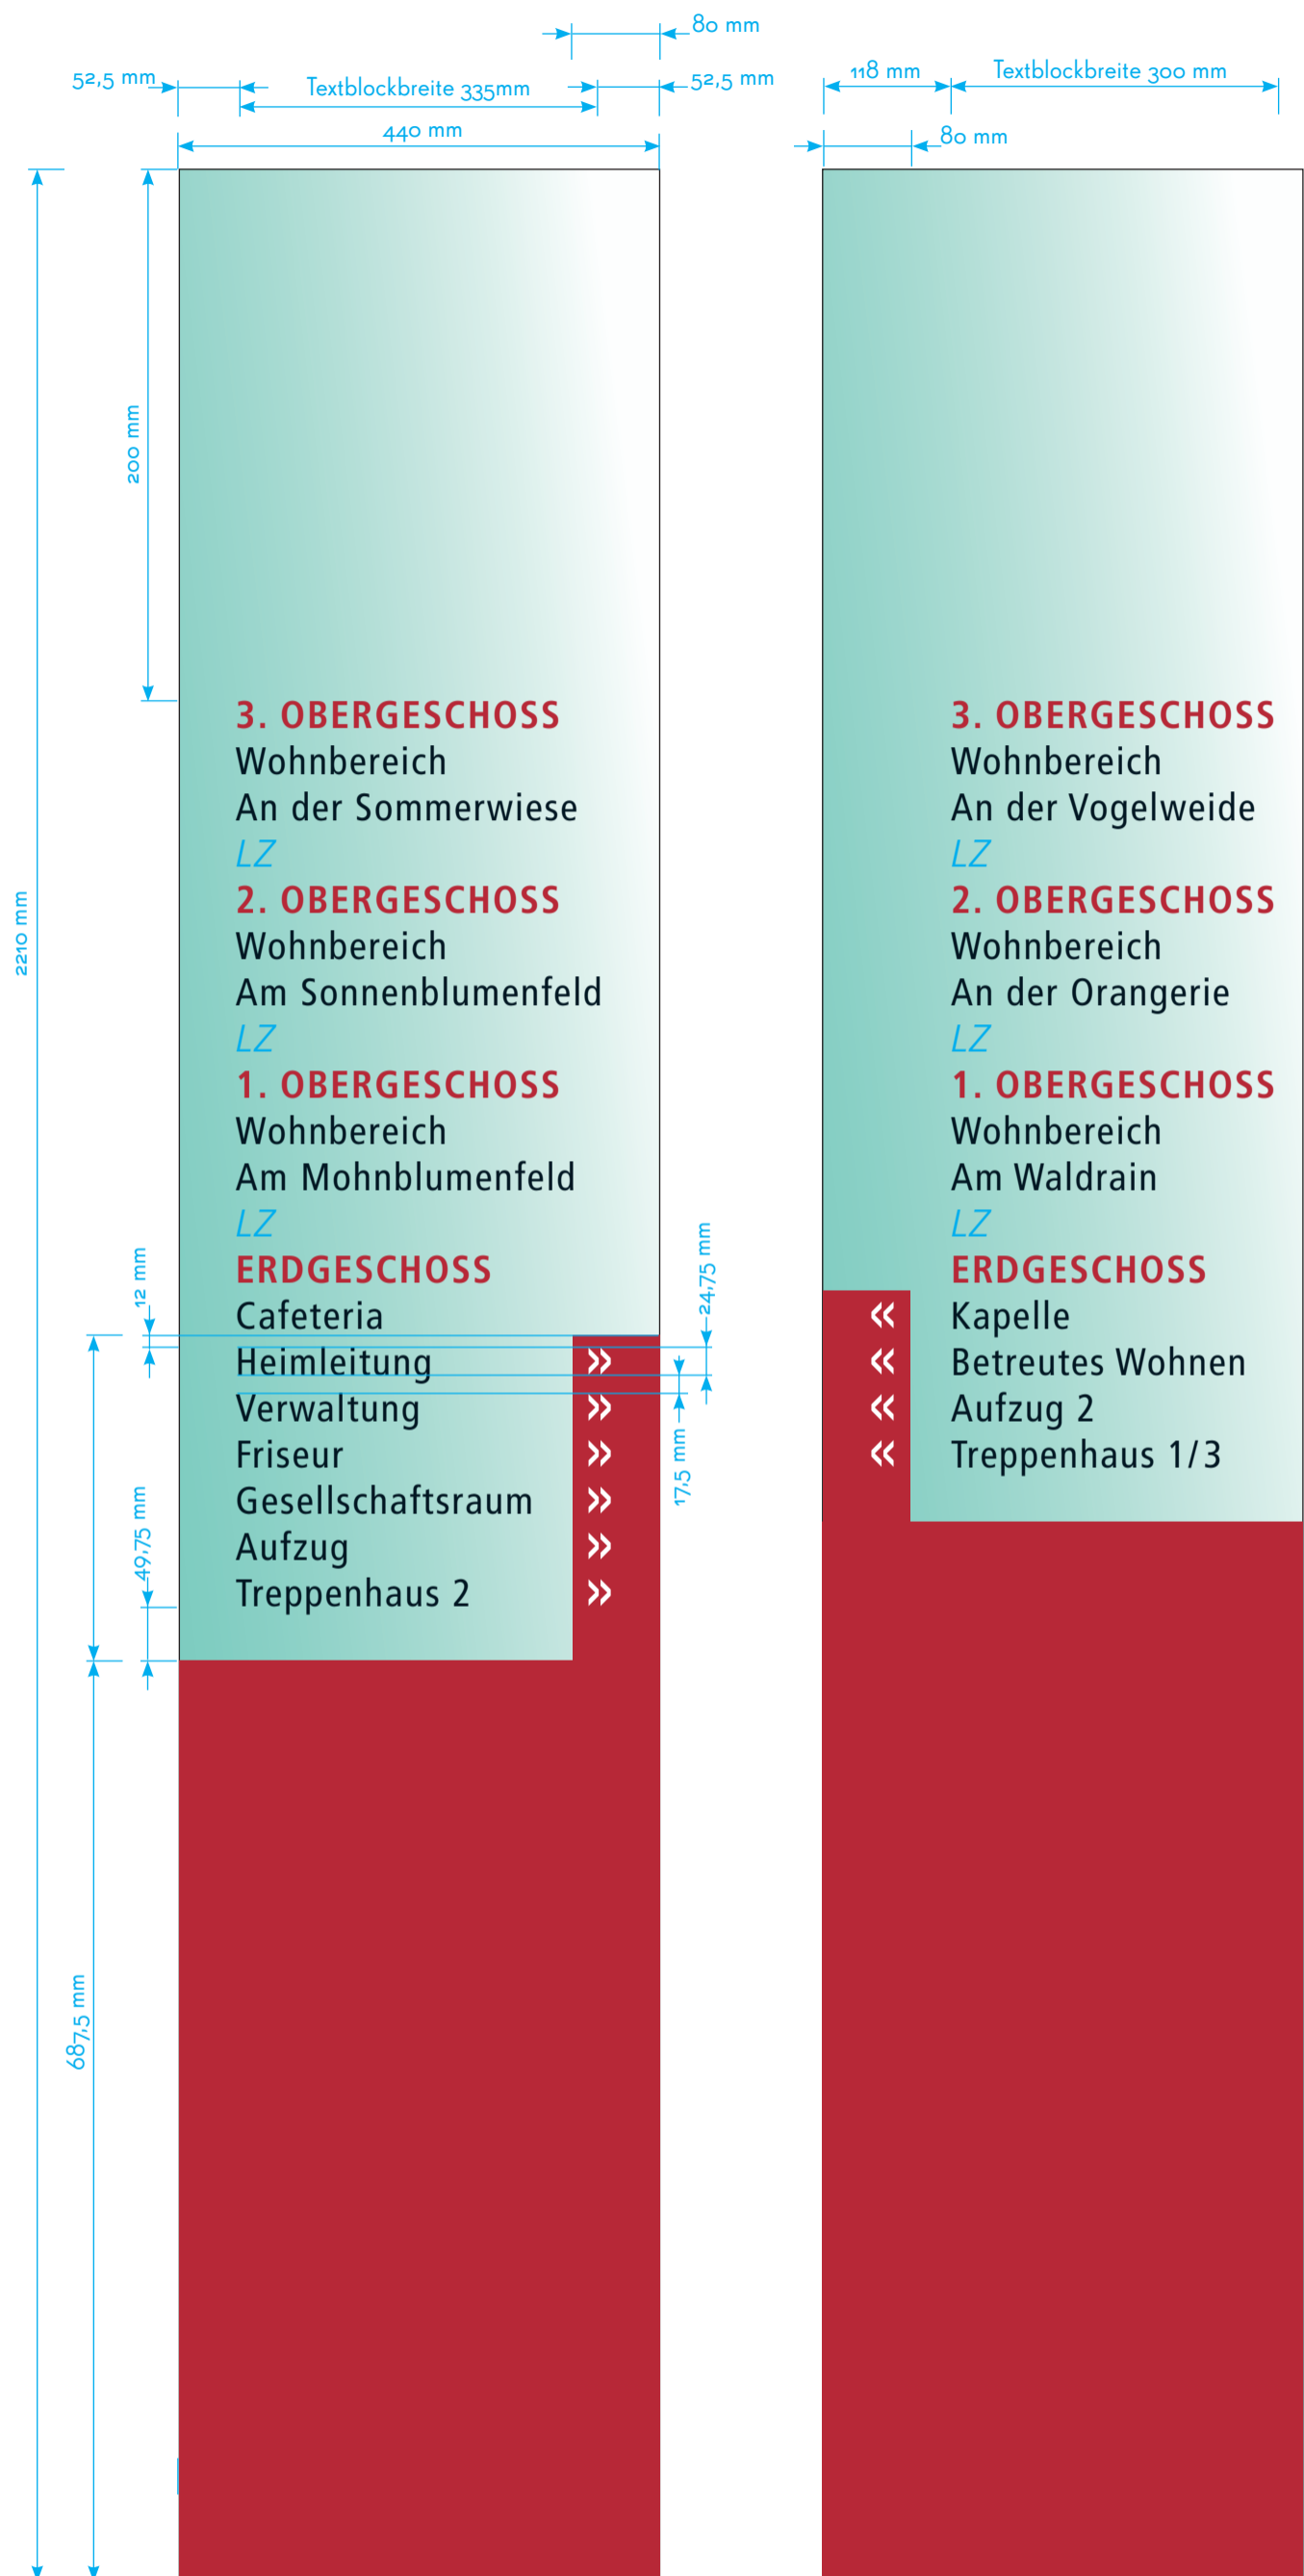 80 mm
52,5 mm
Textblockbreite 335mm
52,5 mm
440 mm
118 mm
Textblockbreite 300 mm
80 mm
200 mm
2210 mm
3. OBERGESCHOSS
Wohnbereich
An der Sommerwiese
LZ
2. OBERGESCHOSS
Wohnbereich
Am Sonnenblumenfeld
LZ
1. OBERGESCHOSS
Wohnbereich
Am Mohnblumenfeld
LZ
ERDGESCHOSS
Cafeteria
Heimleitung »
Verwaltung »
Friseur »
Gesellschaftsraum »
Aufzug »
Treppenhaus 2 »
12 mm
24,75 mm
17,5 mm
49,75 mm
687,5 mm
3. OBERGESCHOSS
Wohnbereich
An der Vogelweide
LZ
2. OBERGESCHOSS
Wohnbereich
An der Orangerie
LZ
1. OBERGESCHOSS
Wohnbereich
Am Waldrain
LZ
ERDGESCHOSS
« Kapelle
« Betreutes Wohnen
« Aufzug 2
« Treppenhaus 1/3